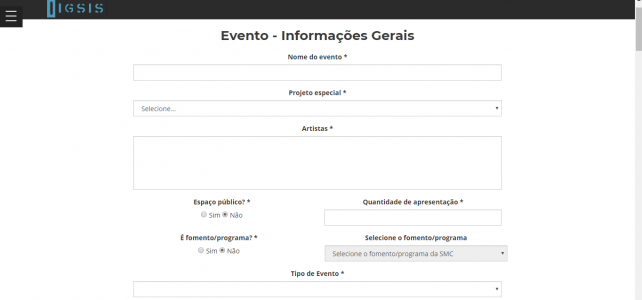 IGSIS
Evento - Informações Gerais
Nome do evento *
Projeto especial *
Selecione...
Artistas *
Espaço público? *
Quantidade de apresentação *
Sim Não
É fomento/programa? *
Selecione o fomento/programa
Sim Não
Selecione o fomento/programa da SMC
Tipo de Evento *